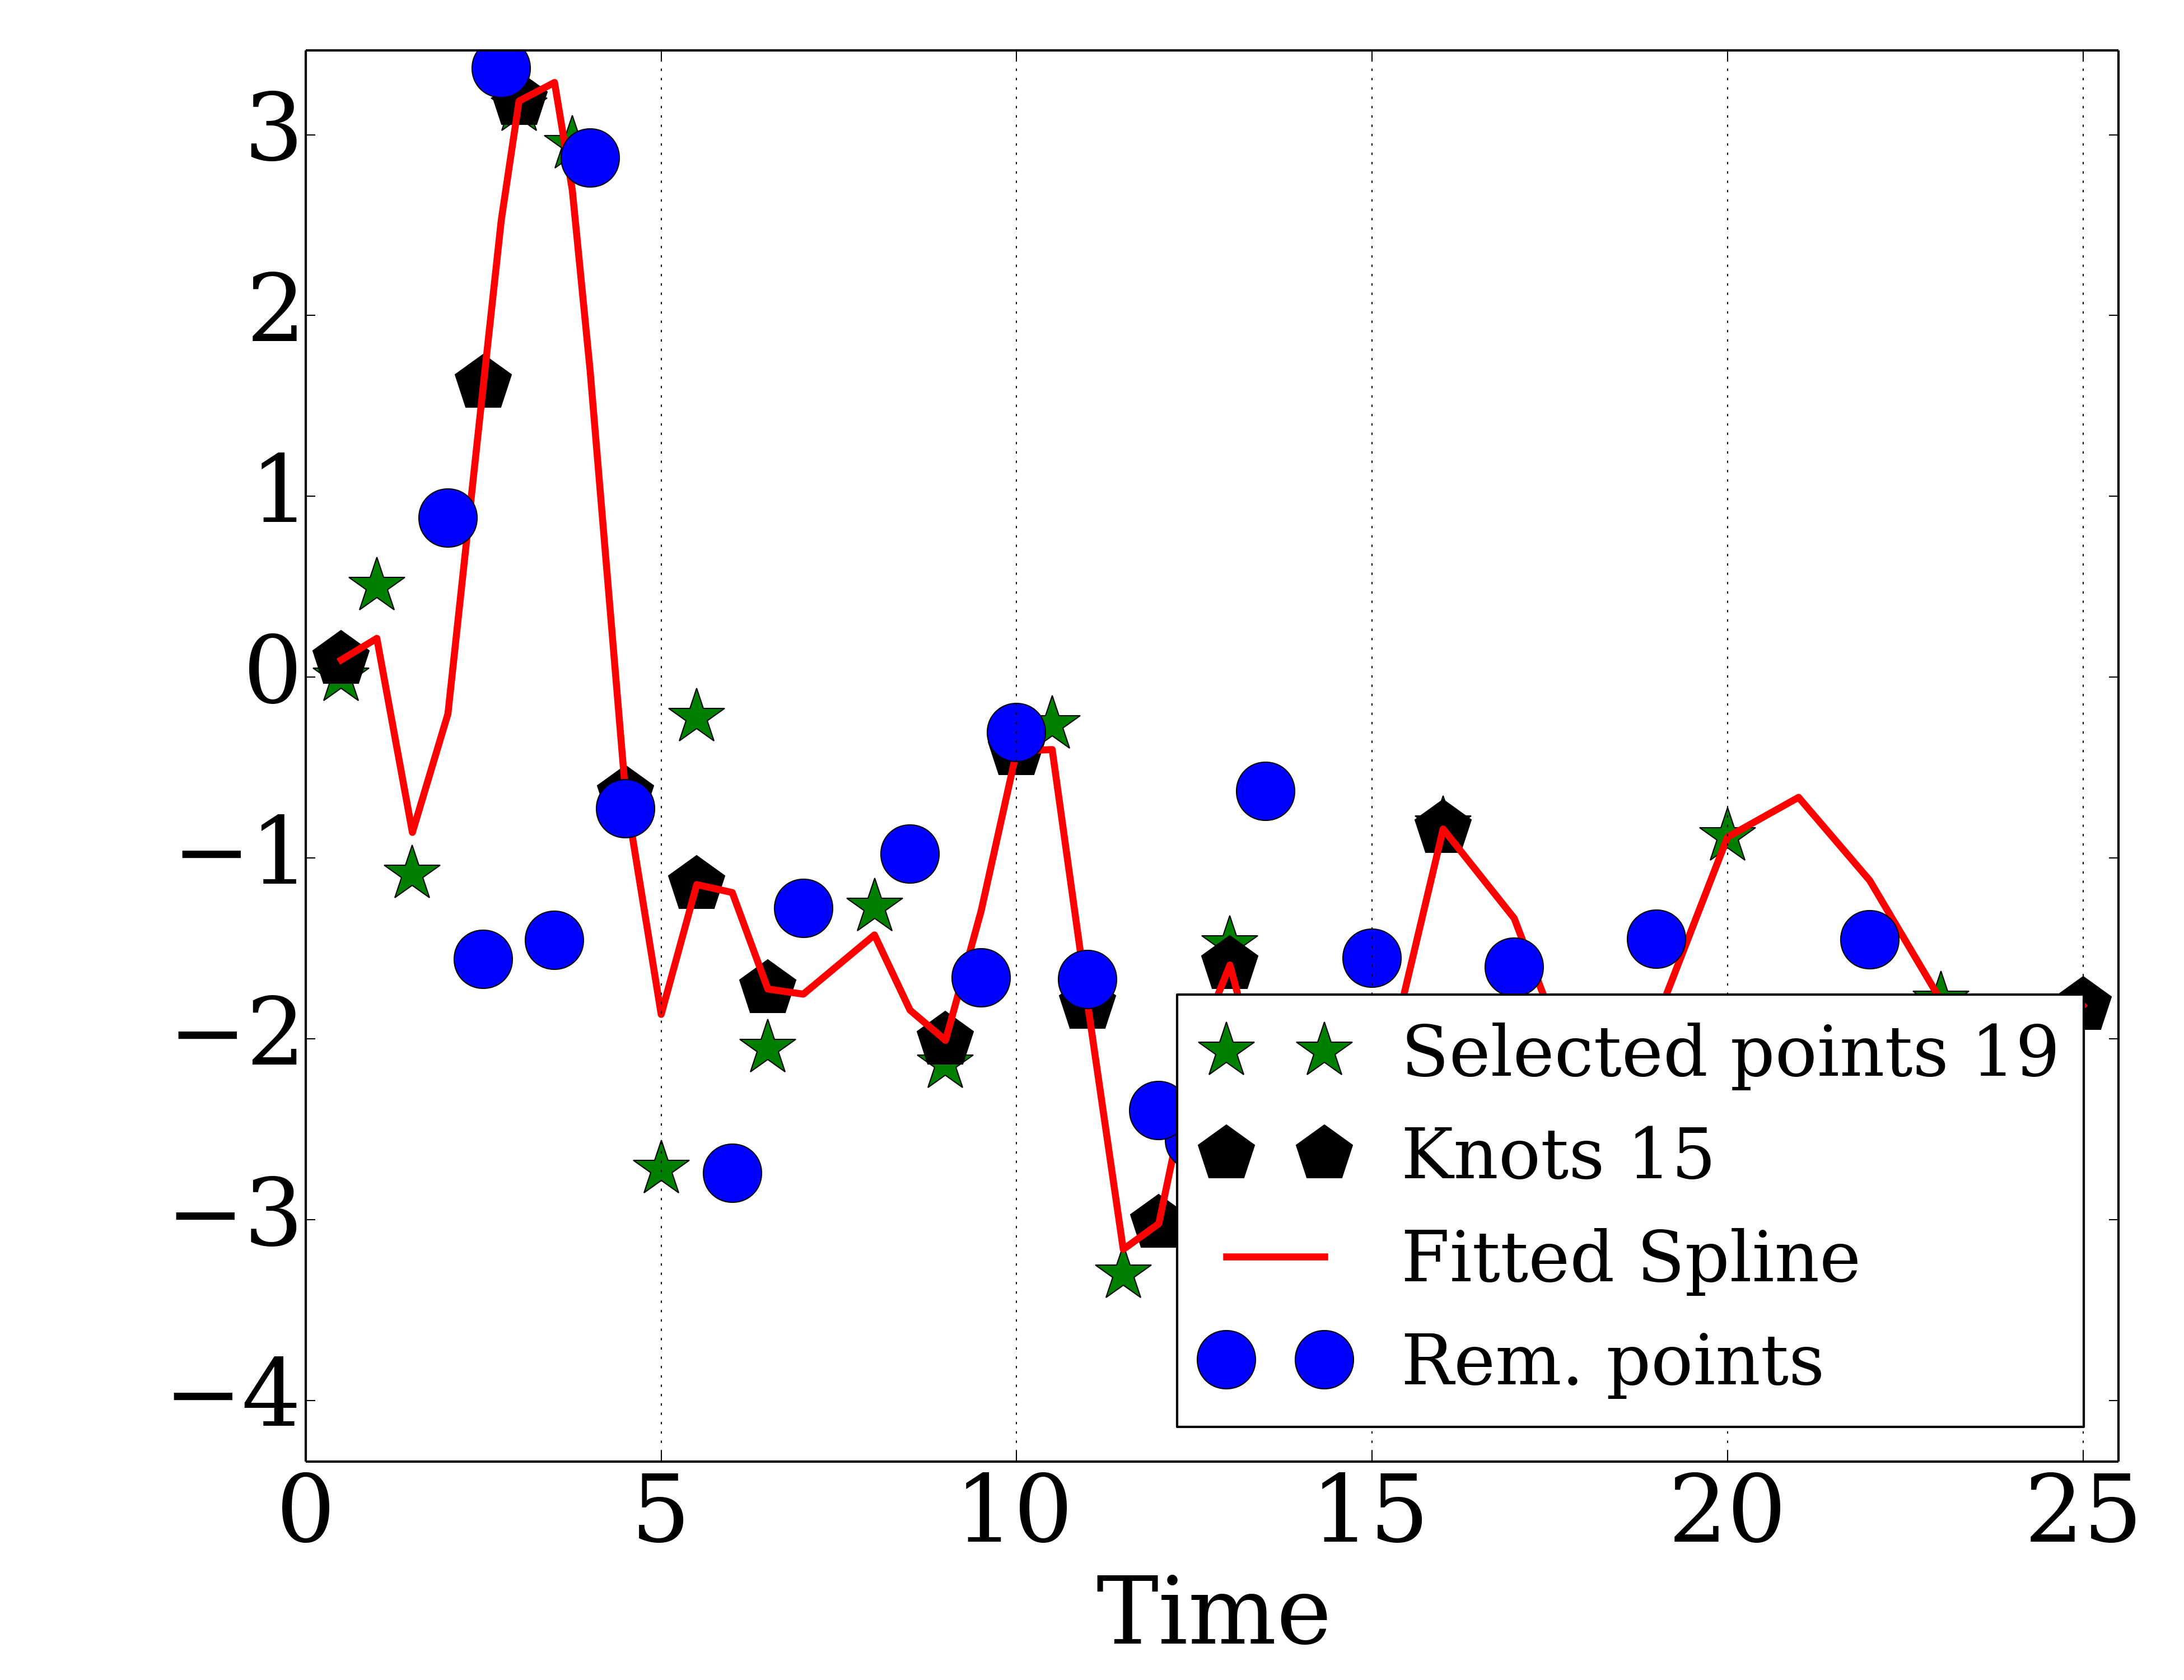 3
2
1
0
−1
−2
−3
−4
0 5 10 15 20 25
Time
Selected points 19
Knots 15
Fitted Spline
Rem. points